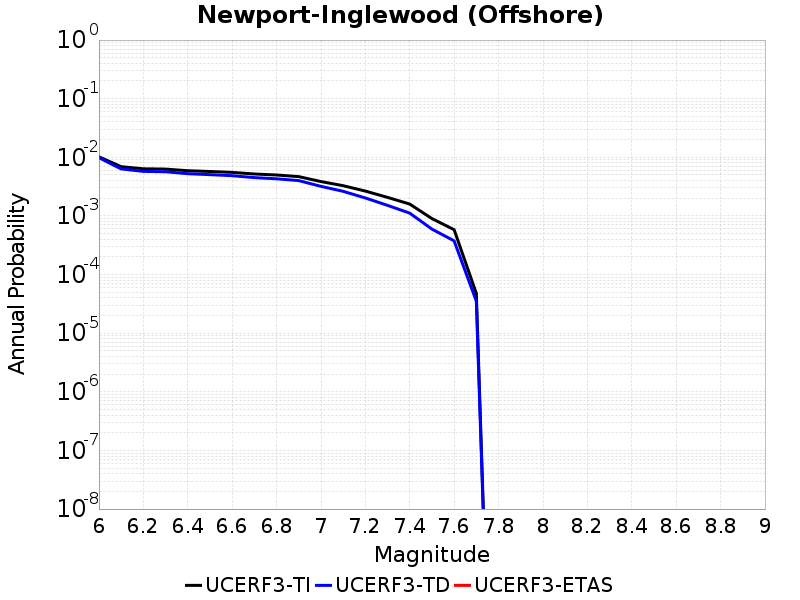 Newport-Inglewood (Offshore)
10^0
10^-1
10^-2
10^-3
10^-4
10^-5
10^-6
10^-7
10^-8
Annual Probability
6 6.2 6.4 6.6 6.8 7 7.2 7.4 7.6 7.8 8 8.2 8.4 8.6 8.8 9
Magnitude
UCERF3-TI UCERF3-TD UCERF3-ETAS